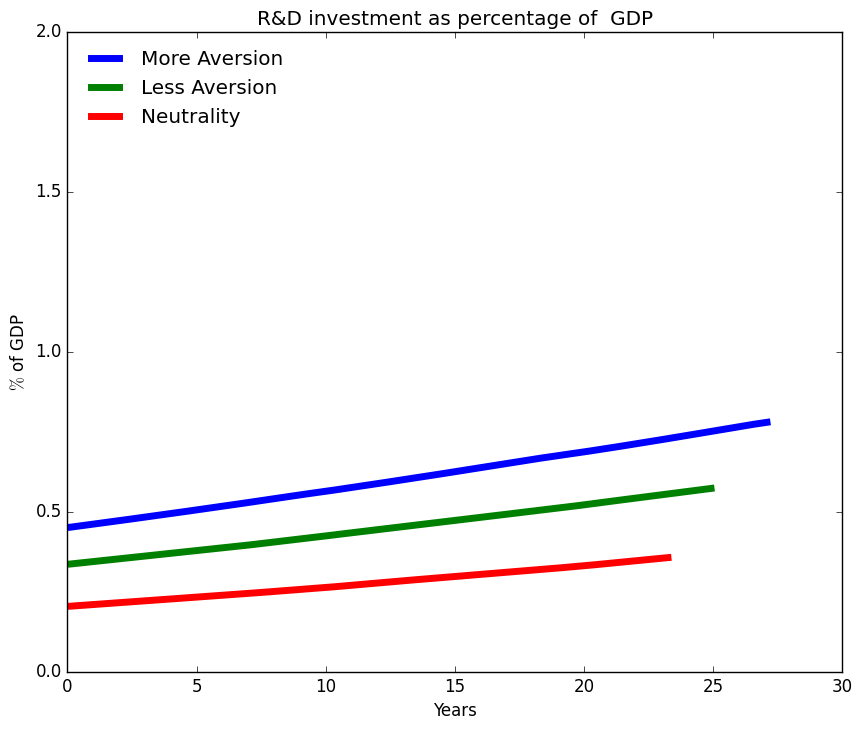 R&D investment as percentage of  GDP
More Aversion
Less Aversion
Neutrality
2.0
1.5
1.0
0.5
0.0
% of GDP
0 5 10 15 20 25 30
Years